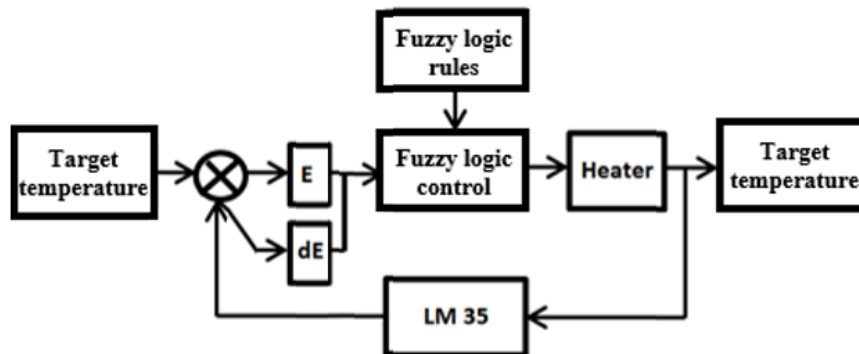 Fuzzy logic
rules
Target
temperature
E
Fuzzy logic
control
Heater
Target
temperature
dE
LM 35